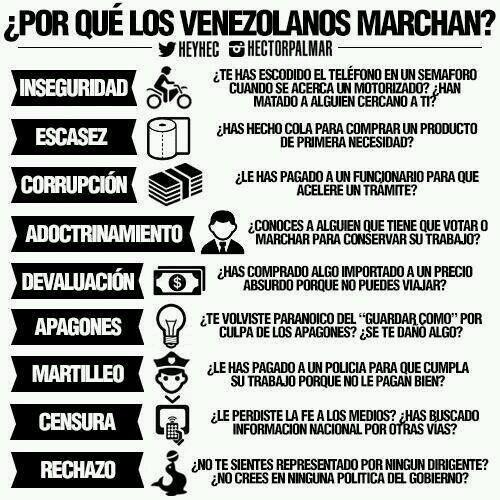 ¿POR QUÉ LOS VENEZOLANOS MARCHAN?
HEYHEC HECTORPALMAR
INSEGURIDAD
¿TE HAS ESCODIDO EL TELÉFONO EN UN SEMAFORO
CUANDO SE ACERCA UN MOTORIZADO? ¿HAN
MATADO A ALGUIEN CERCANO A TI?
ESCASEZ
¿HAS HECHO COLA PARA COMPRAR UN PRODUCTO
DE PRIMERA NECESIDAD?
CORRUPCIÓN
¿LE HAS PAGADO A UN FUNCIONARIO PARA QUE
ACELERE UN TRÁMITE?
ADOCTRINAMIENTO
¿CONOCES A ALGUIEN QUE TIENE QUE VOTAR O
MARCHAR PARA CONSERVAR SU TRABAJO?
DEVALUACIÓN
$
¿HAS COMPRADO ALGO IMPORTADO A UN PRECIO
ABSURDO PORQUE NO PUEDES VIAJAR?
APAGONES
¿TE VOLVISTE PARANOICO DEL "GUARDAR COMO" POR
CULPA DE LOS APAGONES? ¿SE TE DAÑÓ ALGO?
MARTILLEO
¿LE HAS PAGADO A UN POLICIA PARA QUE CUMPLA
SU TRABAJO PORQUE NO LE PAGAN BIEN?
CENSURA
¿LE PERDISTE LA FE A LOS MEDIOS? ¿HAS BUSCADO
INFORMACION NACIONAL POR OTRAS VÍAS?
RECHAZO
¿NO TE SIENTES REPRESENTADO POR NINGUN DIRIGENTE?
¿NO CREES EN NINGUNA POLITICA DEL GOBIERNO?